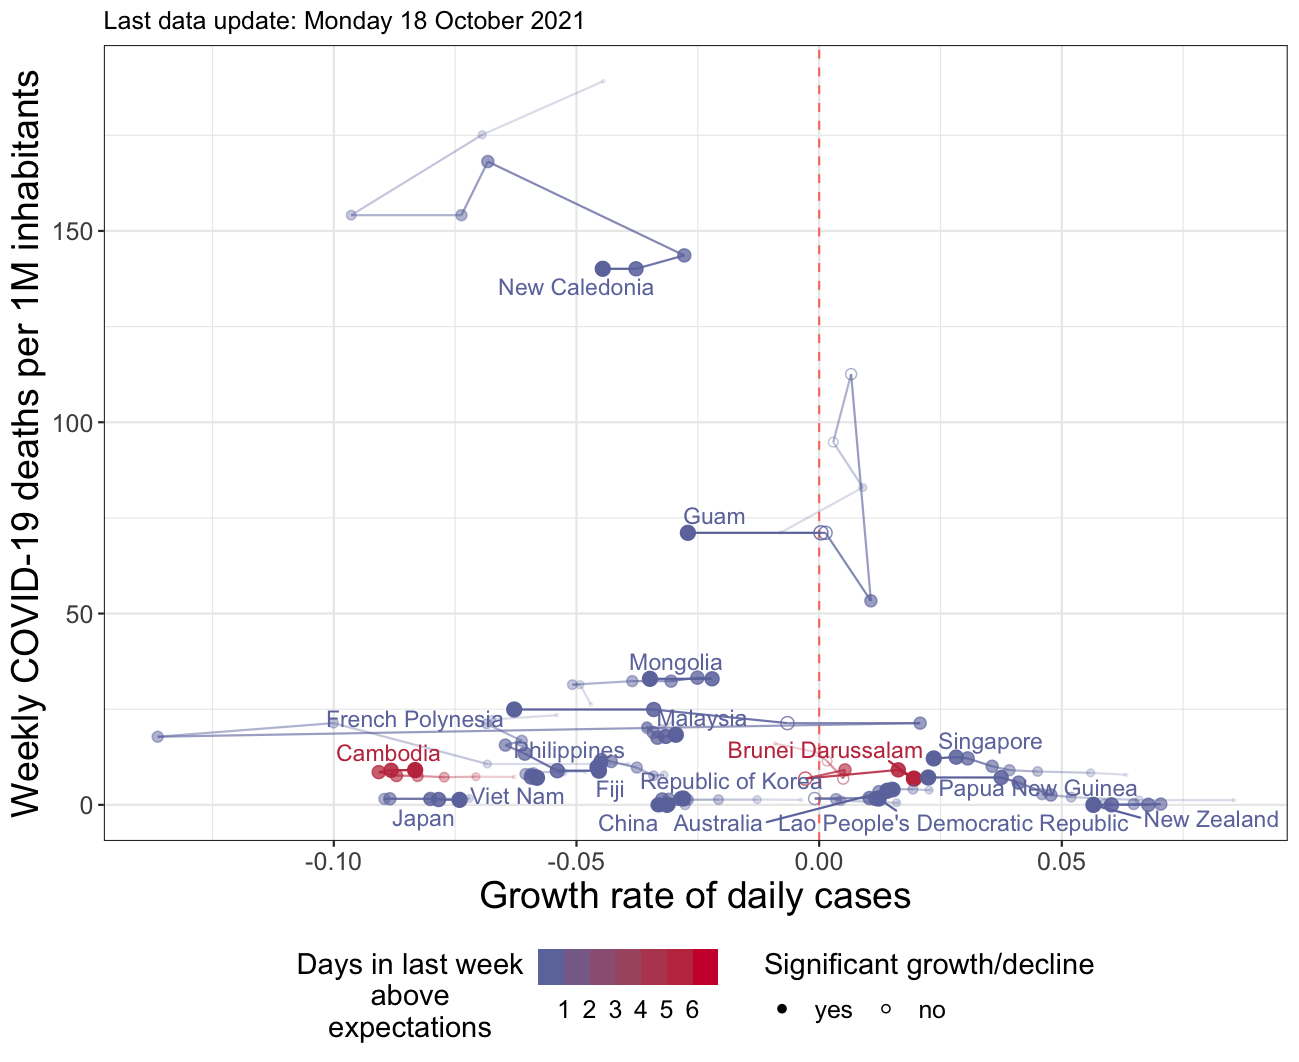 Last data update: Monday 18 October 2021
Weekly COVID-19 deaths per 1M inhabitants
150
100
50
0
New Caledonia
Guam
Mongolia
French Polynesia
Malaysia
Cambodia
Philippines
Brunei Darussalam
Singapore
Viet Nam
Fiji
Republic of Korea
Papua New Guinea
Japan
China
Australia
Lao People's Democratic Republic
New Zealand
-0.10
-0.05
0.00
0.05
Growth rate of daily cases
Days in last week
above
expectations
1 2 3 4 5 6
Significant growth/decline
yes
no